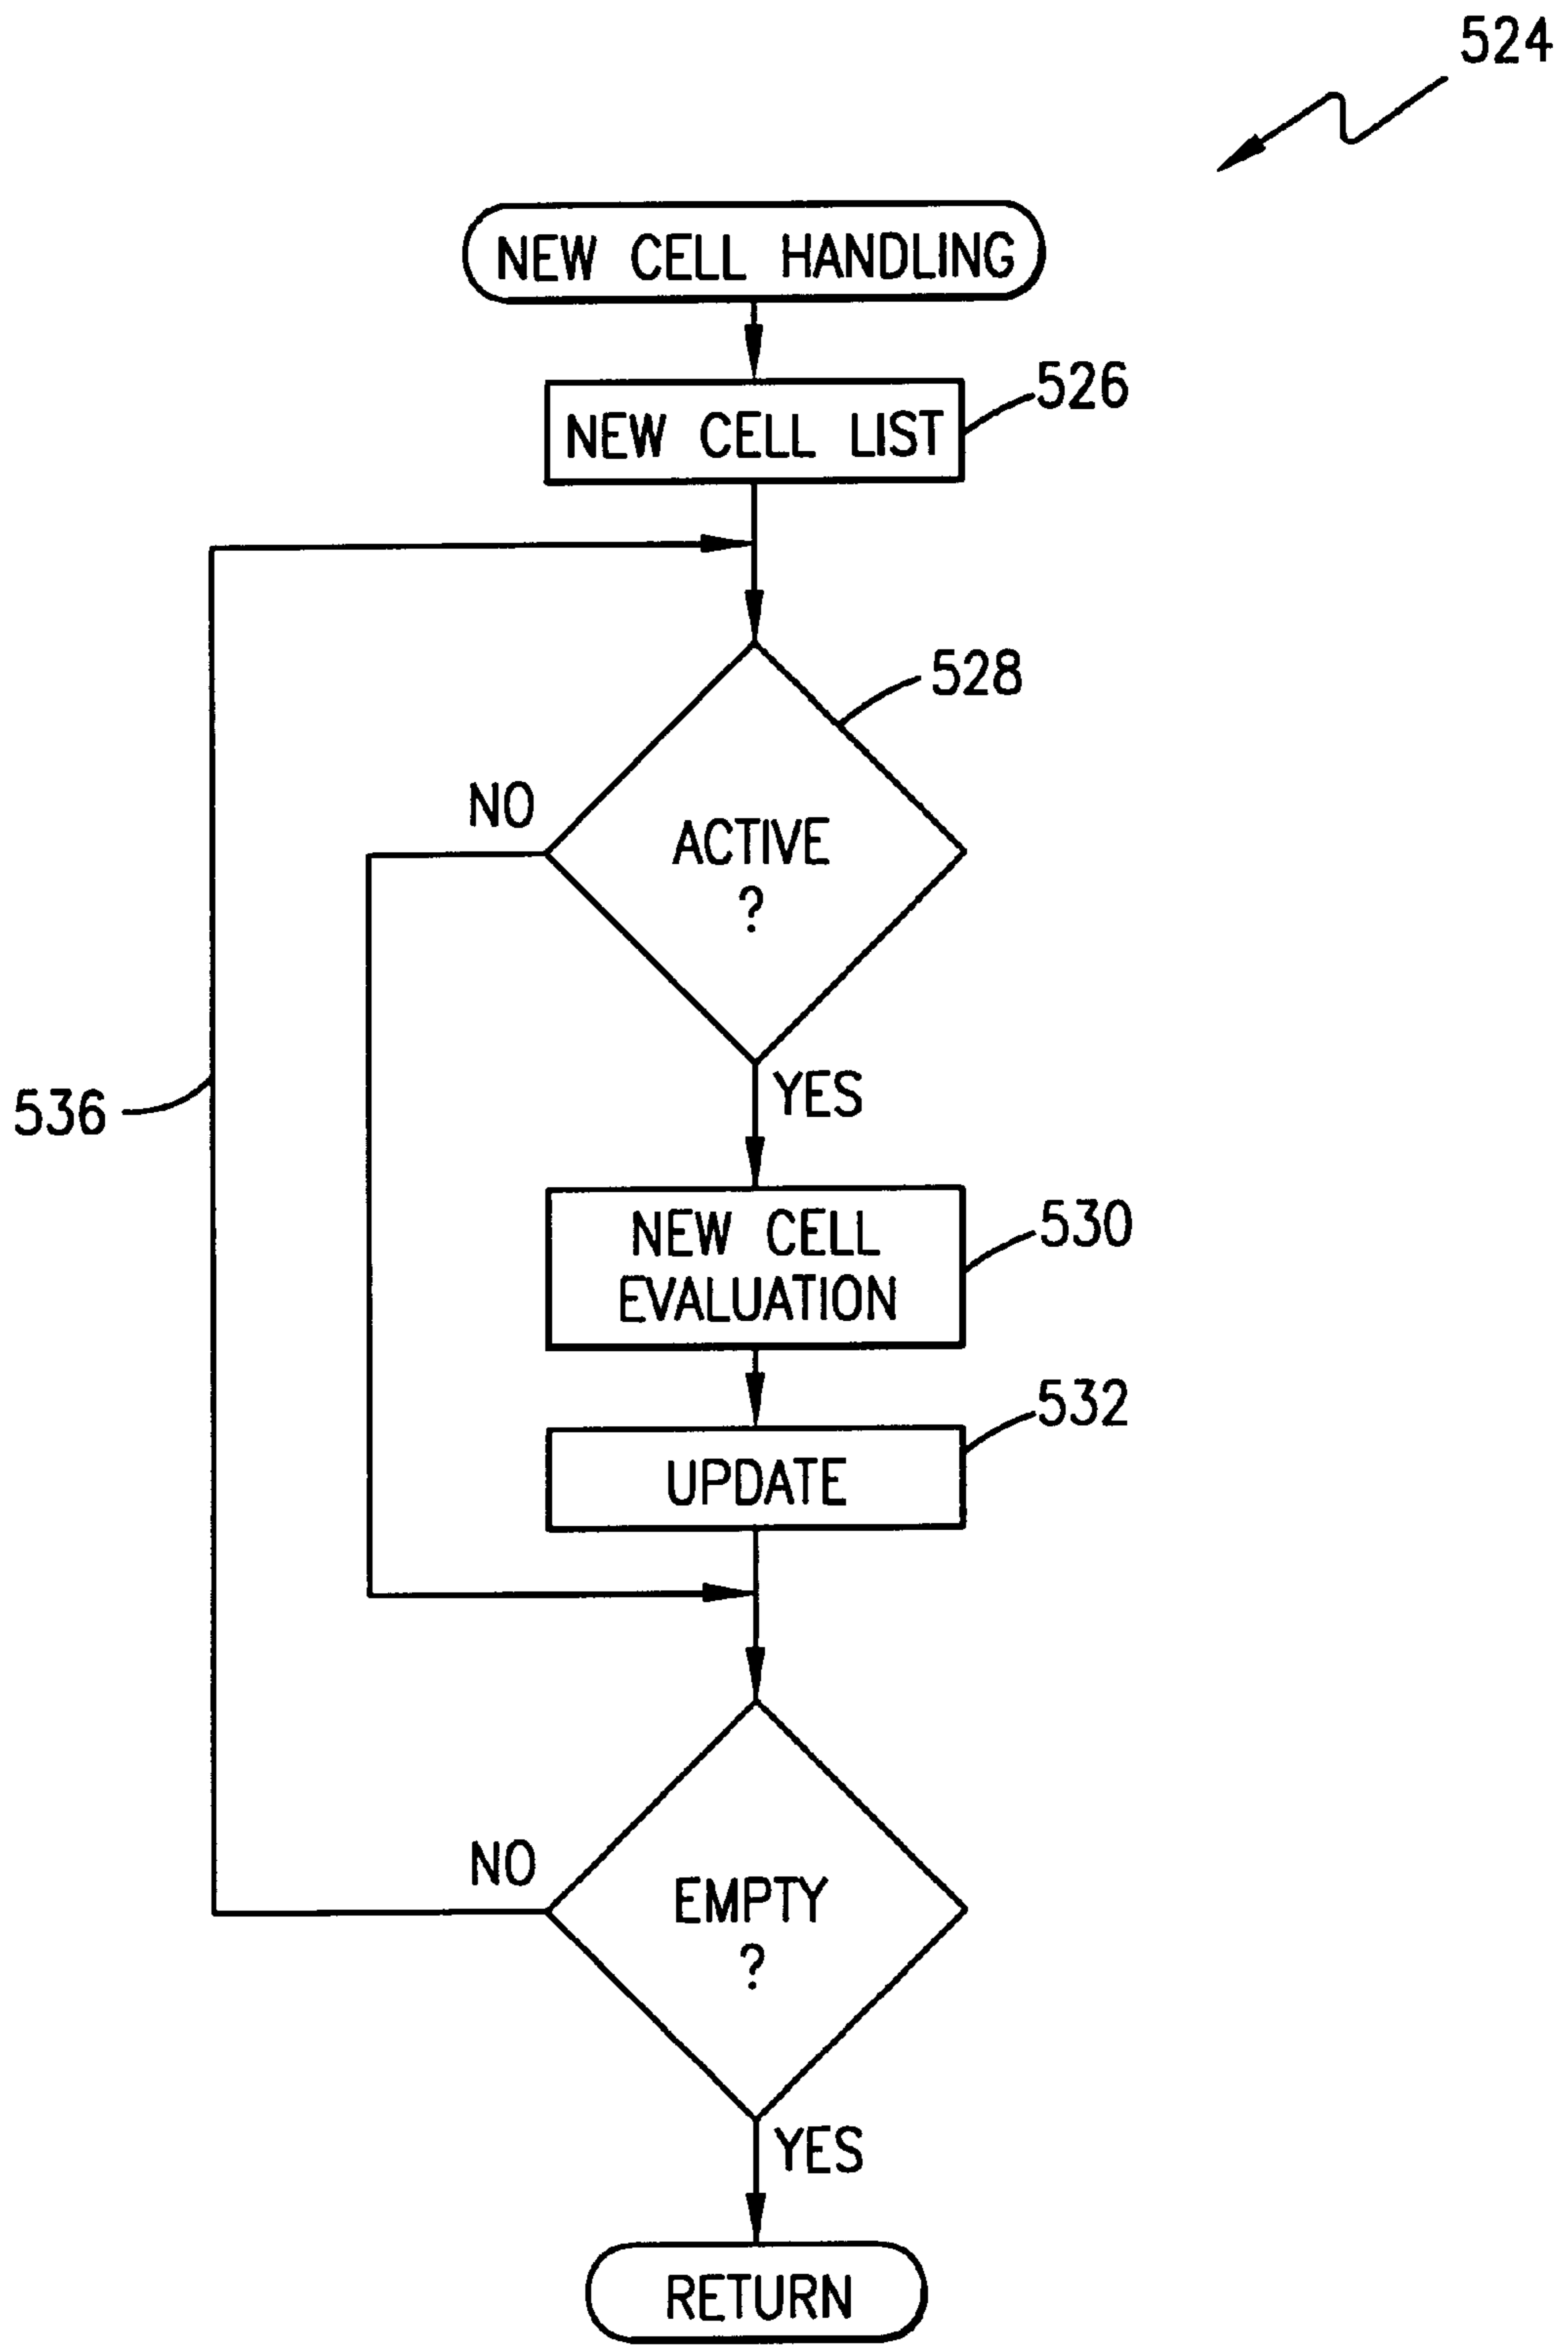 524
NEW CELL HANDLING
526
NEW CELL LIST
528
NO
ACTIVE
?
YES
536
530
NEW CELL
EVALUATION
532
UPDATE
NO
EMPTY
?
YES
RETURN